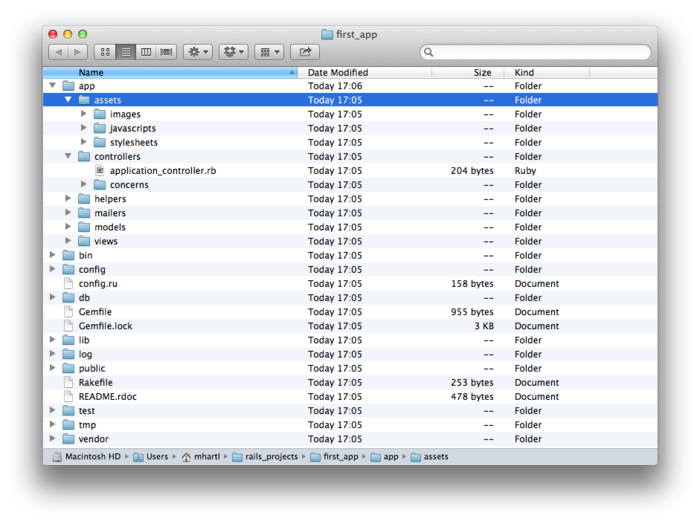 first_app
Name Date Modified Size Kind
app Today 17:06 -- Folder
assets Today 17:05 -- Folder
images Today 17:05 -- Folder
javascripts Today 17:05 -- Folder
stylesheets Today 17:05 -- Folder
controllers Today 17:05 -- Folder
application_controller.rb Today 17:05 204 bytes Ruby
concerns Today 17:05 -- Folder
helpers Today 17:05 -- Folder
mailers Today 17:05 -- Folder
models Today 17:05 -- Folder
views Today 17:05 -- Folder
bin Today 17:05 -- Folder
config Today 17:05 -- Folder
config.ru Today 17:05 158 bytes Document
db Today 17:05 -- Folder
Gemfile Today 17:05 955 bytes Document
Gemfile.lock Today 17:05 3 KB Document
lib Today 17:05 -- Folder
log Today 17:05 -- Folder
public Today 17:05 -- Folder
Rakefile Today 17:05 253 bytes Document
README.rdoc Today 17:05 478 bytes Document
test Today 17:05 -- Folder
tmp Today 17:05 -- Folder
vendor Today 17:05 -- Folder
Macintosh HD Users mhartl rails_projects first_app app assets